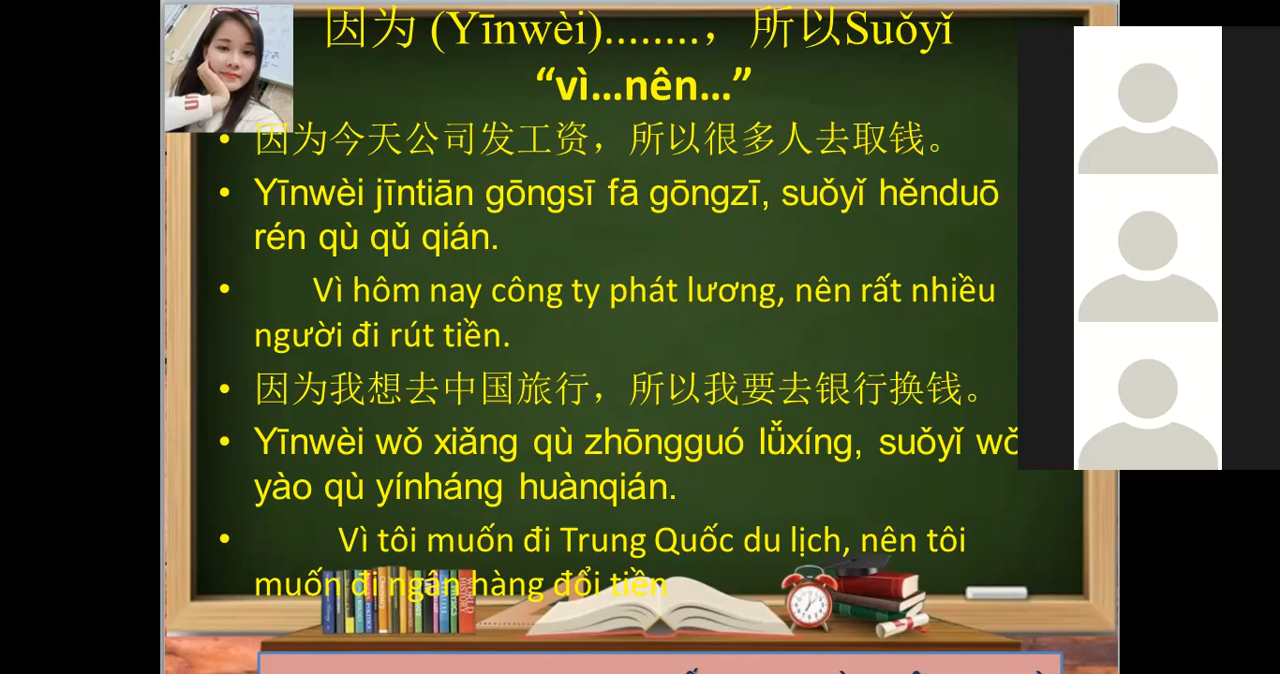 因为 (Yīnwèi)........，所以Suǒyǐ
“vì...nên...”
• 因为今天公司发工资，所以很多人去取钱。
• Yīnwèi jīntiān gōngsī fā gōngzī, suǒyǐ hěnduō
rén qù qǔ qián.
• Vì hôm nay công ty phát lương, nên rất nhiều
người đi rút tiền.
• 因为我想去中国旅行，所以我要去银行换钱。
• Yīnwèi wǒ xiǎng qù zhōngguó lǚxíng, suǒyǐ wǒ
yào qù yínháng huànqián.
• Vì tôi muốn đi Trung Quốc du lịch, nên tôi
muốn đi ngân hàng đổi tiền